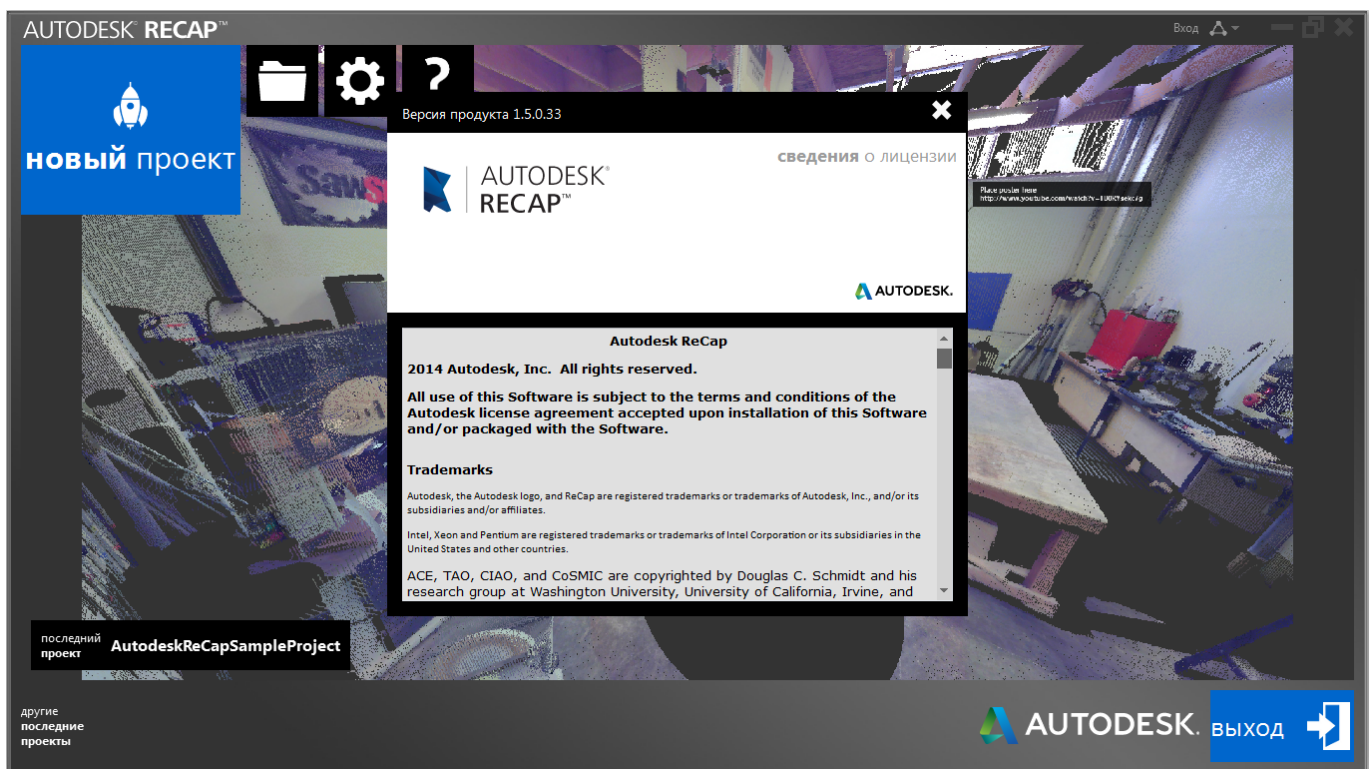 AUTODESK® RECAP™
Вход
новый проект
?
Версия продукта 1.5.0.33
сведения о лицензии
AUTODESK®
RECAP™
Place poster here
AUTODESK.
Autodesk ReCap
2014 Autodesk, Inc. All rights reserved.
All use of this Software is subject to the terms and conditions of the
Autodesk license agreement accepted upon installation of this Software
and/or packaged with the Software.
Trademarks
Autodesk, the Autodesk logo, and ReCap are registered trademarks or trademarks of Autodesk, Inc., and/or its
subsidiaries and/or affiliates.
Intel, Xeon and Pentium are registered trademarks or trademarks of Intel Corporation or its subsidiaries in the
United States and other countries.
ACE, TAO, CIAO, and CoSMIC are copyrighted by Douglas C. Schmidt and his
research group at Washington University, University of California, Irvine, and
последний
проект
AutodeskReCapSampleProject
другие
последние
проекты
AUTODESK.
выход